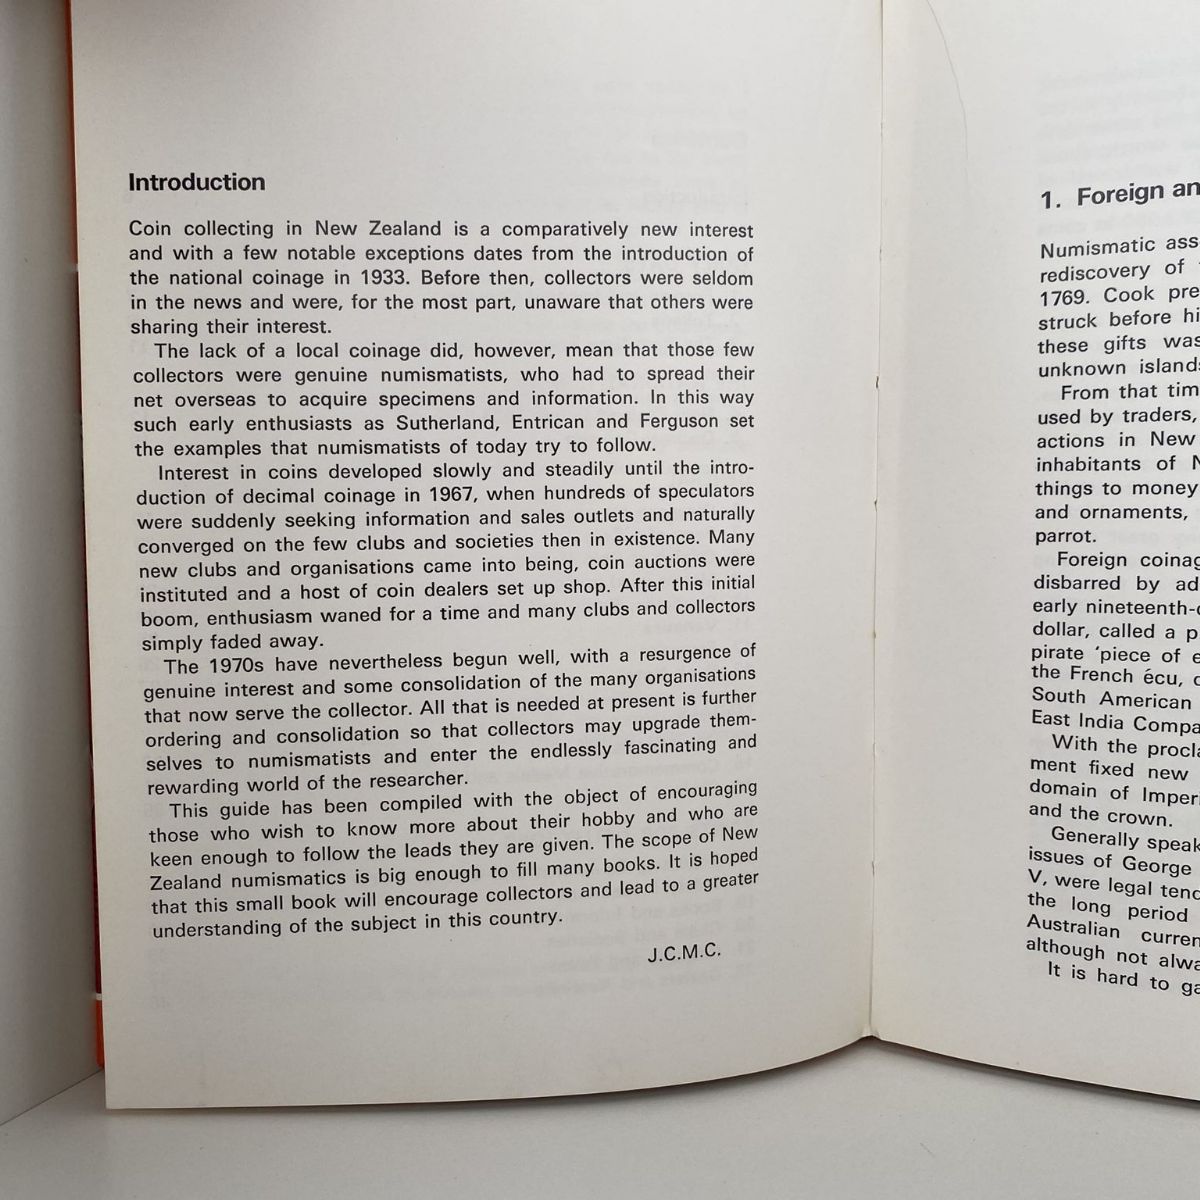 Introduction
Coin collecting in New Zealand is a comparatively new interest
and with a few notable exceptions dates from the introduction of
the national coinage in 1933. Before then, collectors were seldom
in the news and were, for the most part, unaware that others were
sharing their interest.
The lack of a local coinage did, however, mean that those few
collectors were genuine numismatists, who had to spread their
net overseas to acquire specimens and information. In this way
such early enthusiasts as Sutherland, Entrican and Ferguson set
the examples that numismatists of today try to follow.
Interest in coins developed slowly and steadily until the intro-
duction of decimal coinage in 1967, when hundreds of speculators
were suddenly seeking information and sales outlets and naturally
converged on the few clubs and societies then in existence. Many
new clubs and organisations came into being, coin auctions were
instituted and a host of coin dealers set up shop. After this initial
boom, enthusiasm waned for a time and many clubs and collectors
simply faded away.
The 1970s have nevertheless begun well, with a resurgence of
genuine interest and some consolidation of the many organisations
that now serve the collector. All that is needed at present is further
ordering and consolidation so that collectors may upgrade them-
selves to numismatists and enter the endlessly fascinating and
rewarding world of the researcher.
This guide has been compiled with the object of encouraging
those who wish to know more about their hobby and who are
keen enough to follow the leads they are given. The scope of New
Zealand numismatics is big enough to fill many books. It is hoped
that this small book will encourage collectors and lead to a greater
understanding of the subject in this country.
J.C.M.C.
1. Foreign an
Numismatic ass
rediscovery of
1769. Cook pre
struck before hi
these gifts was
unknown islands
From that tim
used by traders,
actions in New
inhabitants of N
things to money
and ornaments,
parrot.
Foreign coinag
disbarred by ad
early nineteenth-c
dollar, called a p
pirate ‘piece of e
the French écu, c
South American
East India Compa
With the procla
ment fixed new
domain of Imperi
and the crown.
Generally speak
issues of George
V, were legal tend
the long period
Australian curren
although not alwa
It is hard to ga